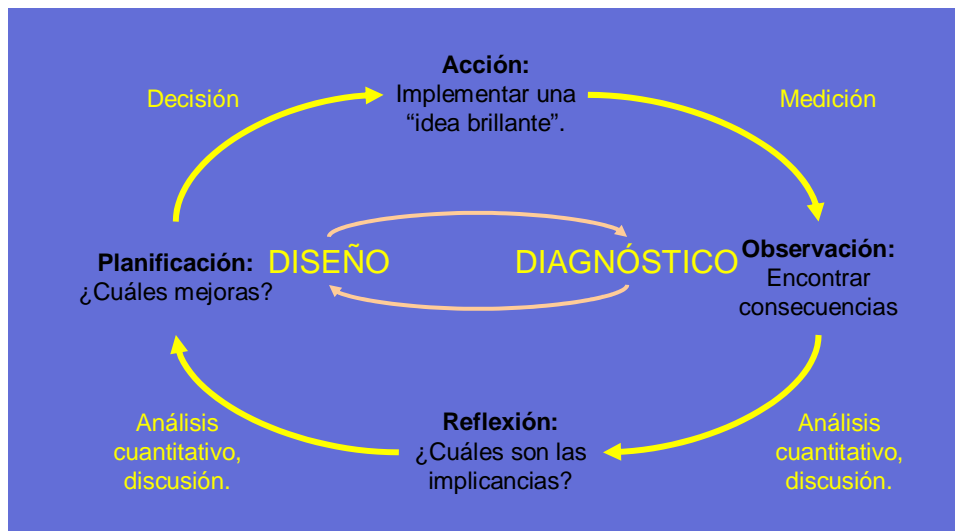 Acción:
Implementar una
“idea brillante”.
Decisión
Medición
Planificación:
¿Cuáles mejoras?
DISEÑO
DIAGNÓSTICO
Observación:
Encontrar
consecuencias
Análisis
cuantitativo,
discusión.
Reflexión:
¿Cuáles son las
implicancias?
Análisis
cuantitativo,
discusión.